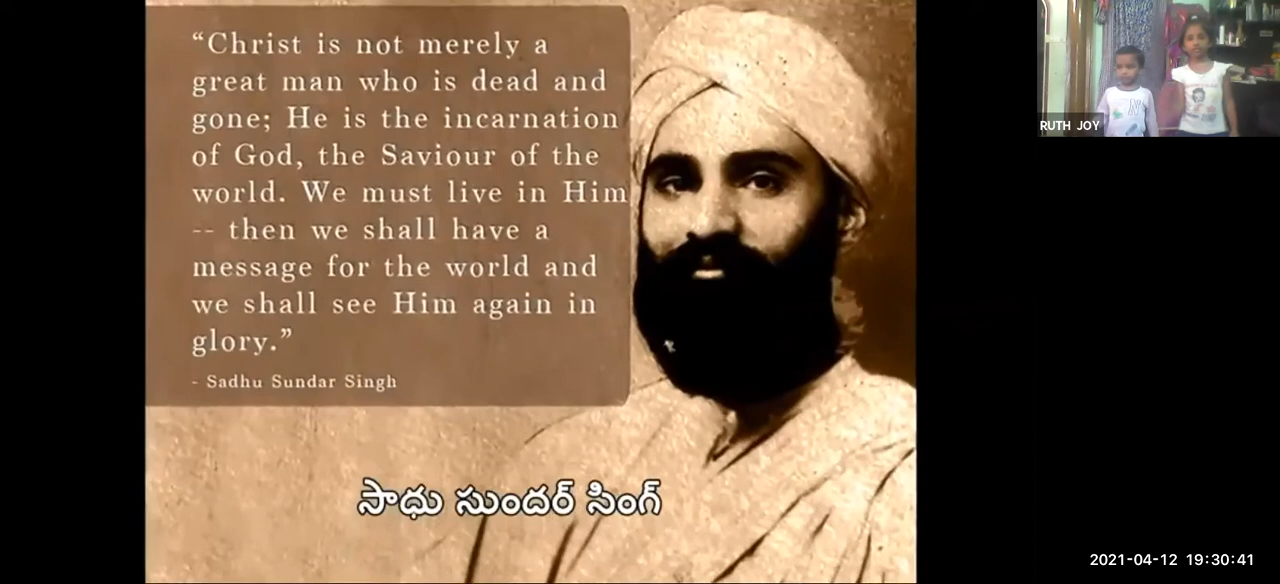 “Christ is not merely a
great man who is dead and
gone; He is the incarnation
of God, the Saviour of the
world. We must live in Him
-- then we shall have a
message for the world and
we shall see Him again in
glory.”
- Sadhu Sundar Singh
సాధు సుందర్ సింగ్
RUTH JOY
2021-04-12 19:30:41